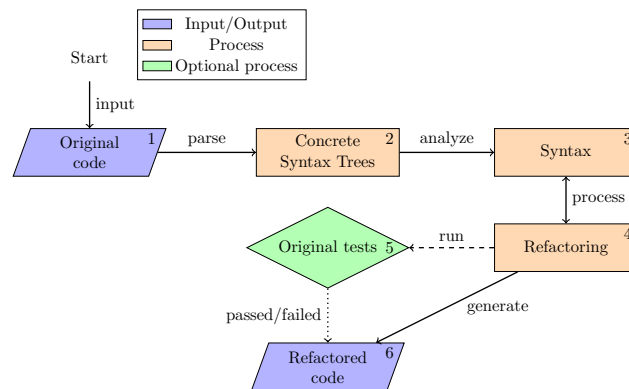 Input/Output
Process
Optional process
Start
input
Original
code
1
parse
Concrete
Syntax Trees
2
analyze
Syntax
3
process
Original tests
5
run
Refactoring
4
passed/failed
generate
Refactored
code
6